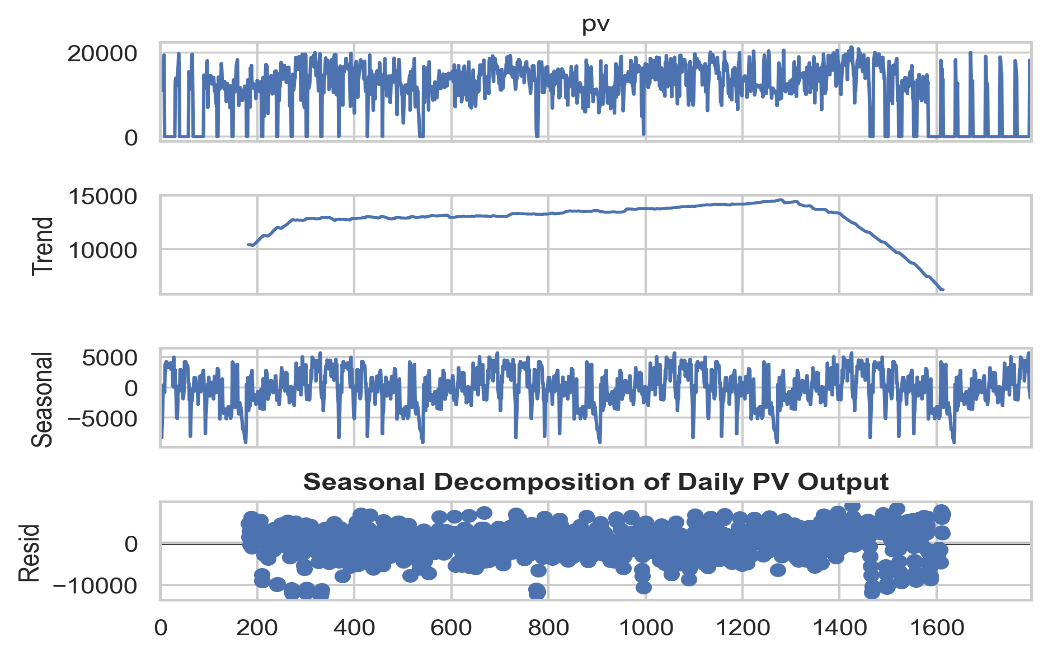 pv
20000
0
Trend
15000
10000
Seasonal
5000
0
−5000
Seasonal Decomposition of Daily PV Output
Resid
0
−10000
0 200 400 600 800 1000 1200 1400 1600